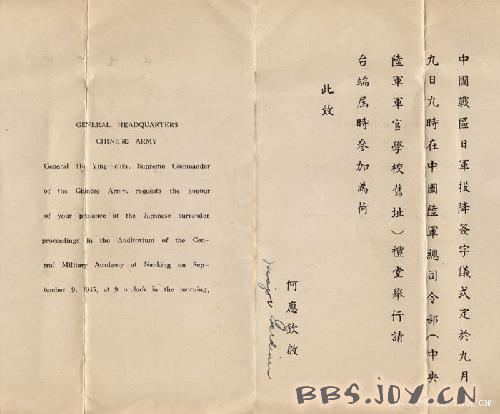 GENERAL HEADQUARTERS
CHINESE ARMY
General Ho Ying-chin, Supreme Commander
of the Chinese Army, requests the honour
of your presence at the Japanese surrender
proceedings in the Auditorium of the Cen-
tral Military Academy at Nanking on Sep-
tember 9, 1945, at 9 o'clock in the morning.
中國戰區日軍投降簽字儀式定於九月
九日九時在中國陸軍總司令部（中央
陸軍軍官學校舊址）禮堂舉行請
台端屆時參加為荷
此致
何應欽啟
Major Gardiner
BBS.JOY.CN